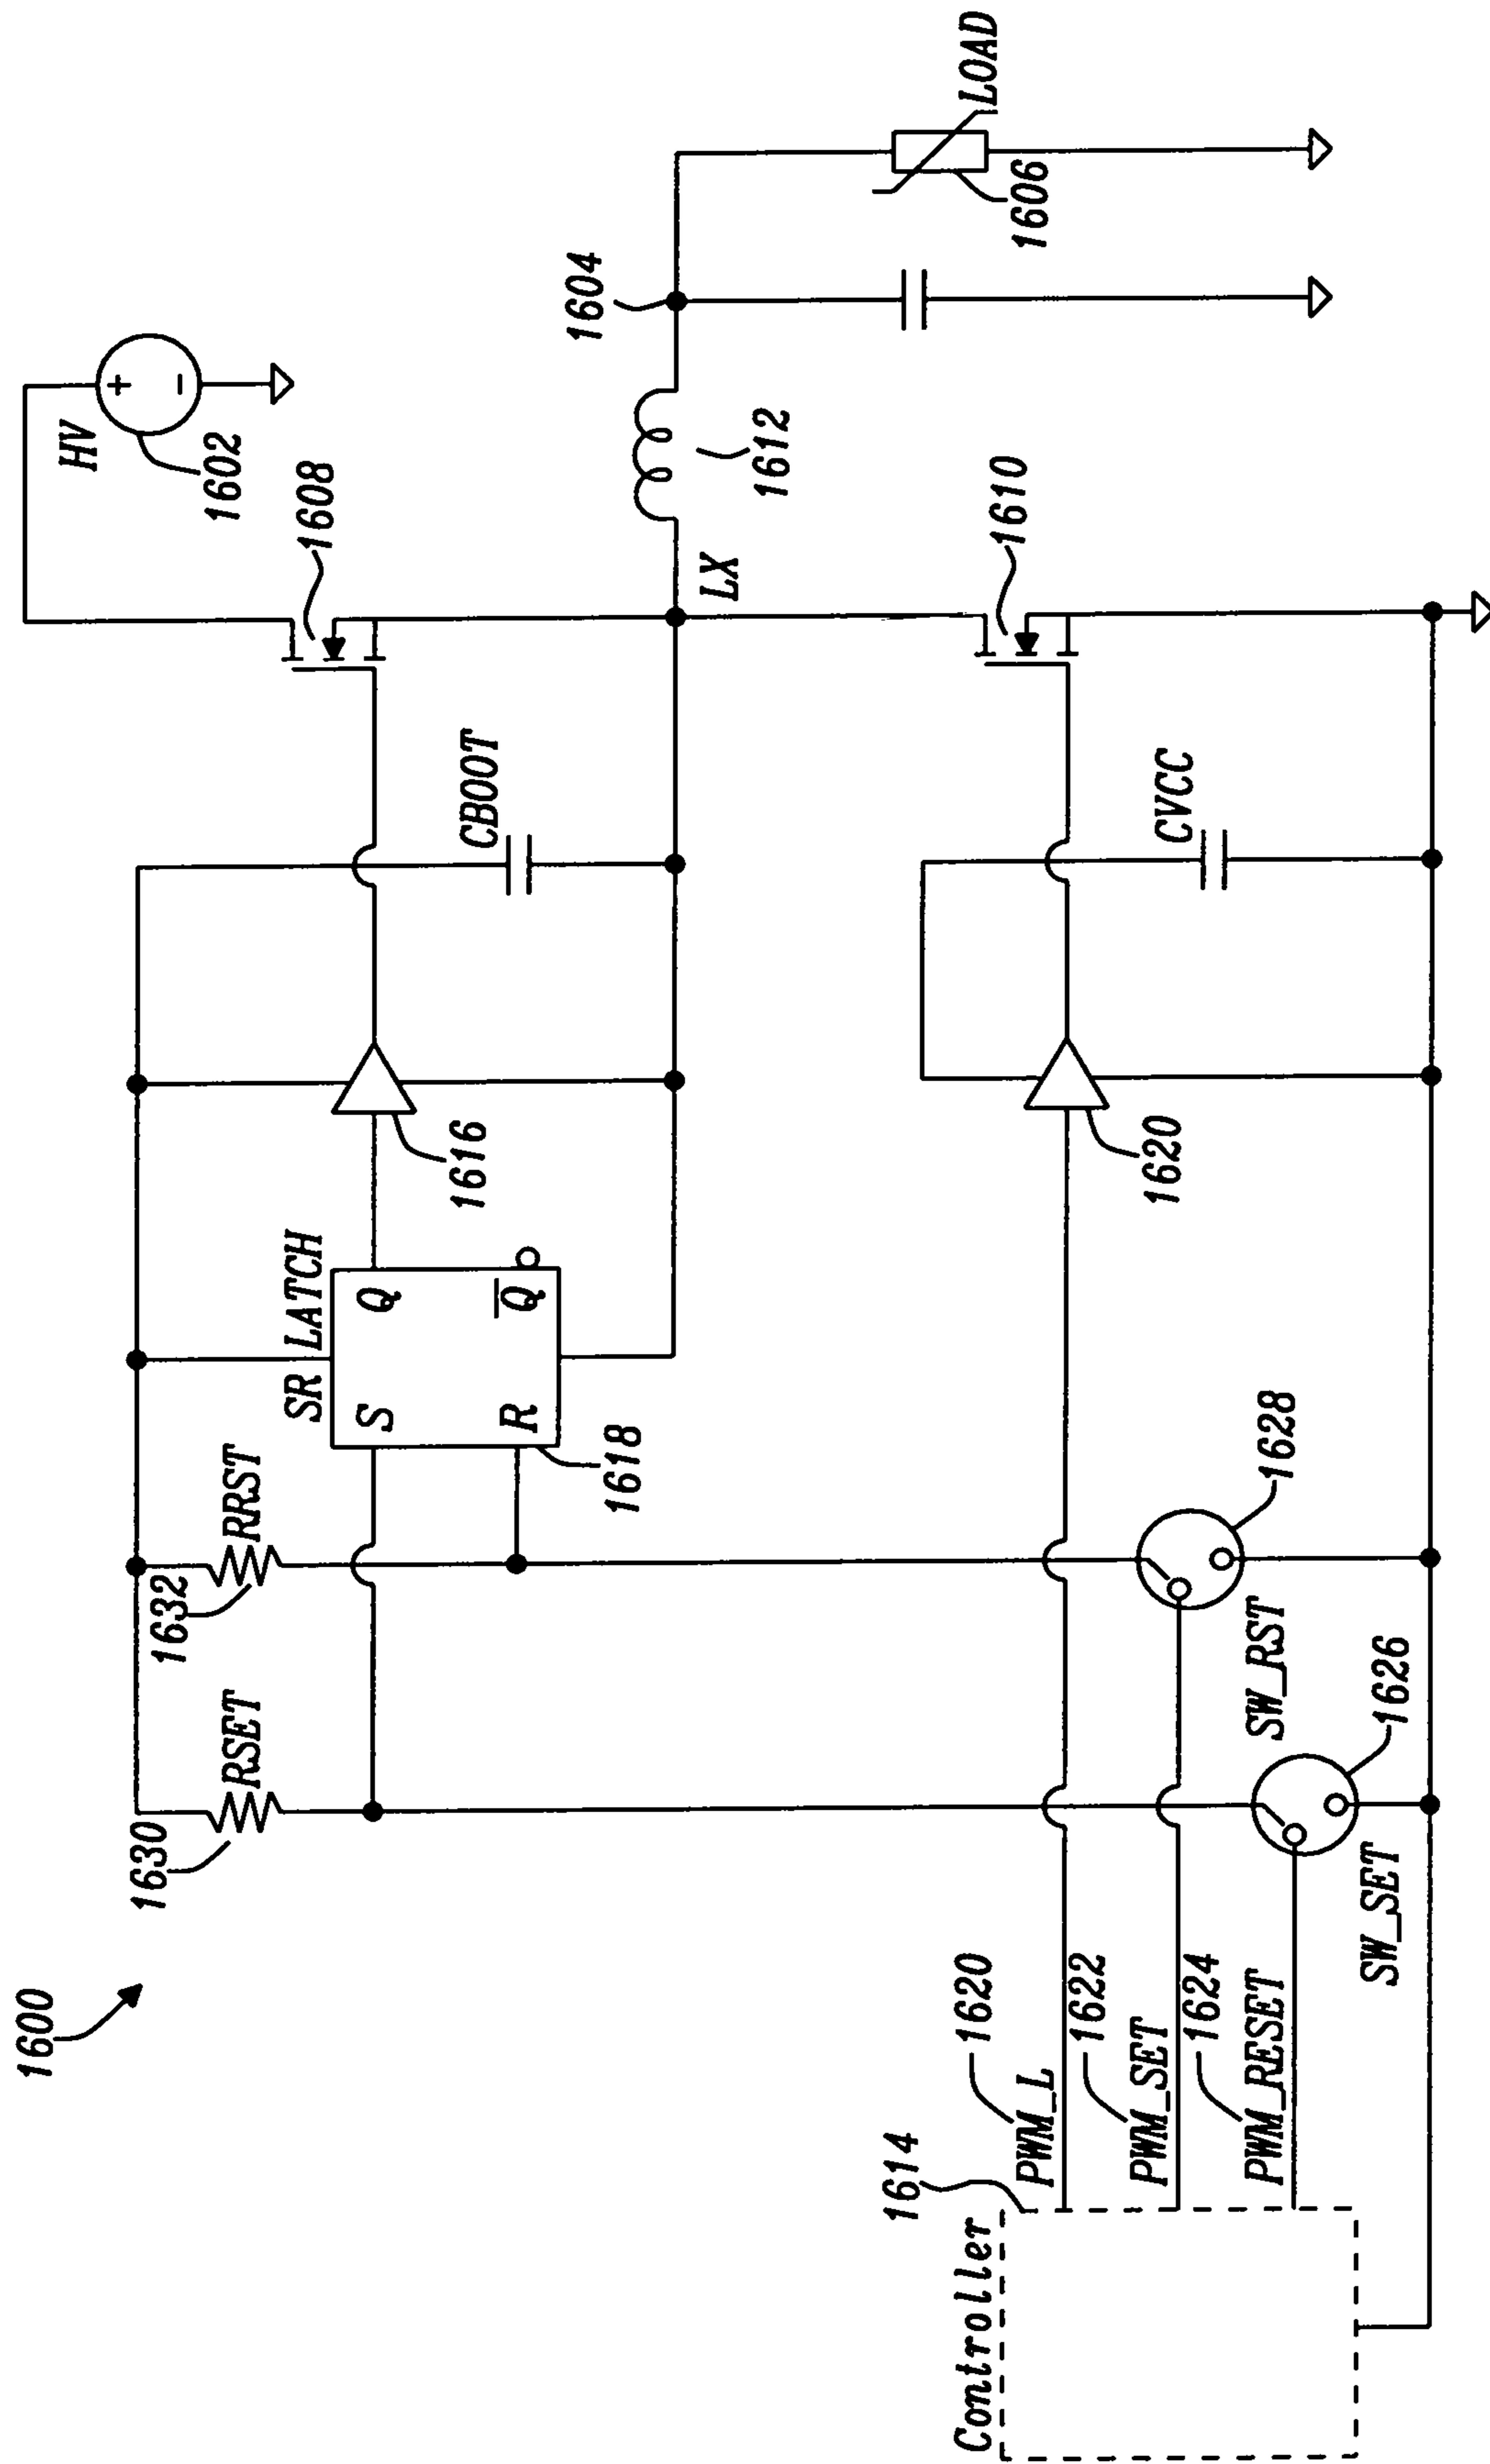 1600
HV
1602
1608
1604
LOAD
1606
1612
LX
1610
CBOOT
CVCC
1616
1620
SR LATCH
S
Q
R
Q
1618
1632
RRST
1630
RSET
1628
SW_RST
1626
SW_SET
1620
PWM_L
1622
PWM_SET
1624
PWM_RESET
1614
Controller
+
-